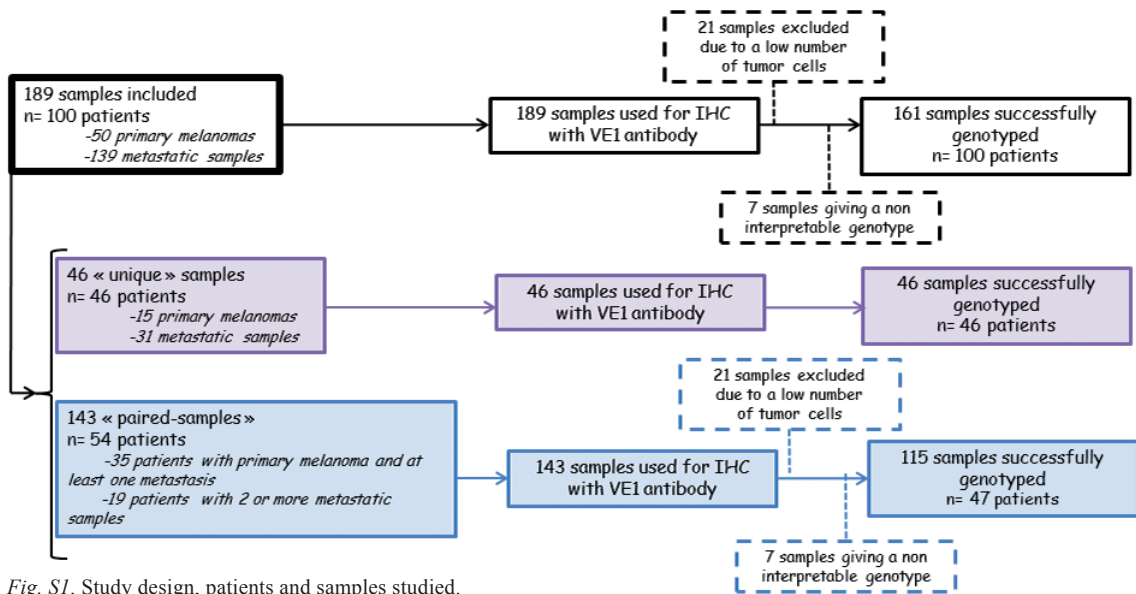 21 samples excluded
due to a low number
of tumor cells
189 samples included
n= 100 patients
-50 primary melanomas
-139 metastatic samples
189 samples used for IHC
with VE1 antibody
161 samples successfully
genotyped
n= 100 patients
7 samples giving a non
interpretable genotype
46 « unique» samples
n= 46 patients
-15 primary melanomas
-31 metastatic samples
46 samples used for IHC
with VE1 antibody
46 samples successfully
genotyped
n= 46 patients
21 samples excluded
due to a low number
of tumor cells
143 « paired-samples»
n= 54 patients
-35 patients with primary melanoma and at
least one metastasis
-19 patients with 2 or more metastatic
samples
143 samples used for IHC
with VE1 antibody
115 samples successfully
genotyped
n= 47 patients
7 samples giving a non
interpretable genotype
Fig. S1. Study design, patients and samples studied.